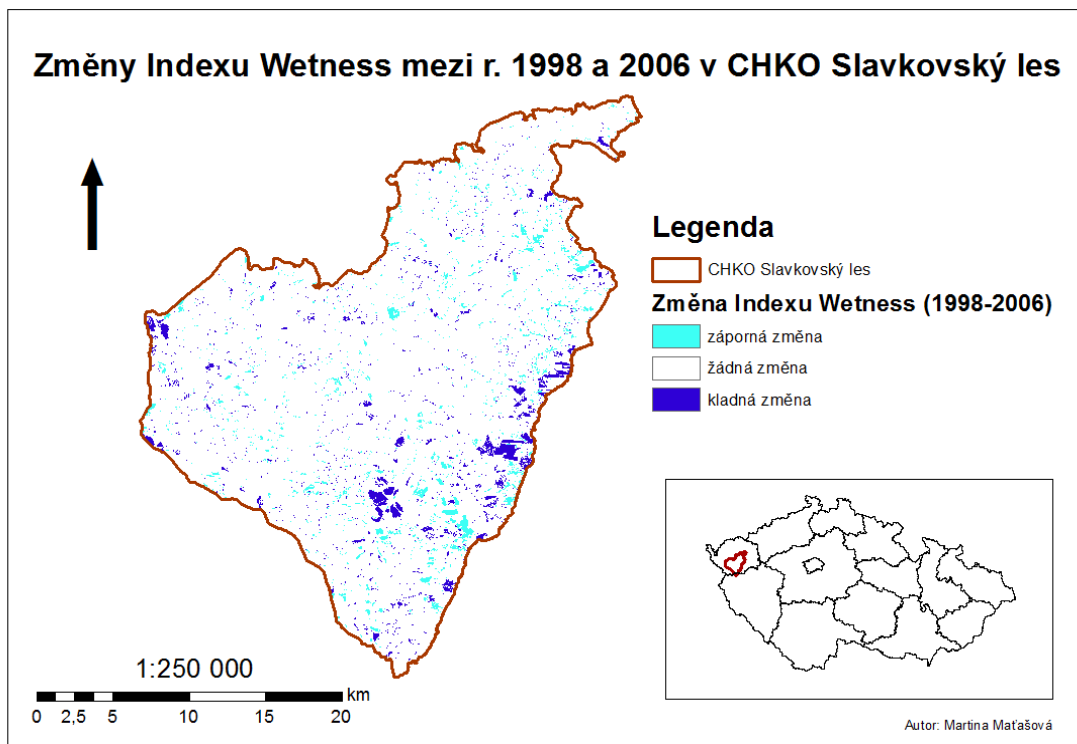 Změny Indexu Wetness mezi r. 1998 a 2006 v CHKO Slavkovský les
Legenda
CHKO Slavkovský les
Změna Indexu Wetness (1998-2006)
záporná změna
žádná změna
kladná změna
1:250 000
km
0 2,5 5 10 15 20
Autor: Martina Maťašová